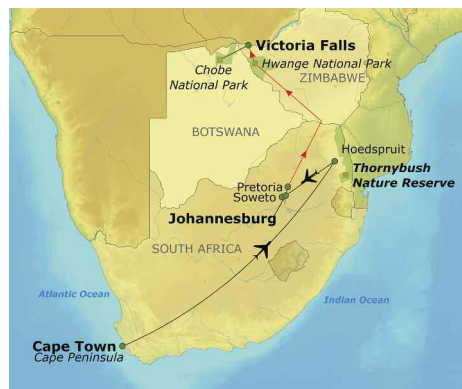 Victoria Falls
Hwange National Park
Chobe
National Park
ZIMBABWE
BOTSWANA
Hoedspruit
Thornybush
Nature Reserve
Pretoria
Soweto
Johannesburg
SOUTH AFRICA
Atlantic Ocean
Indian Ocean
Cape Town
Cape Peninsula